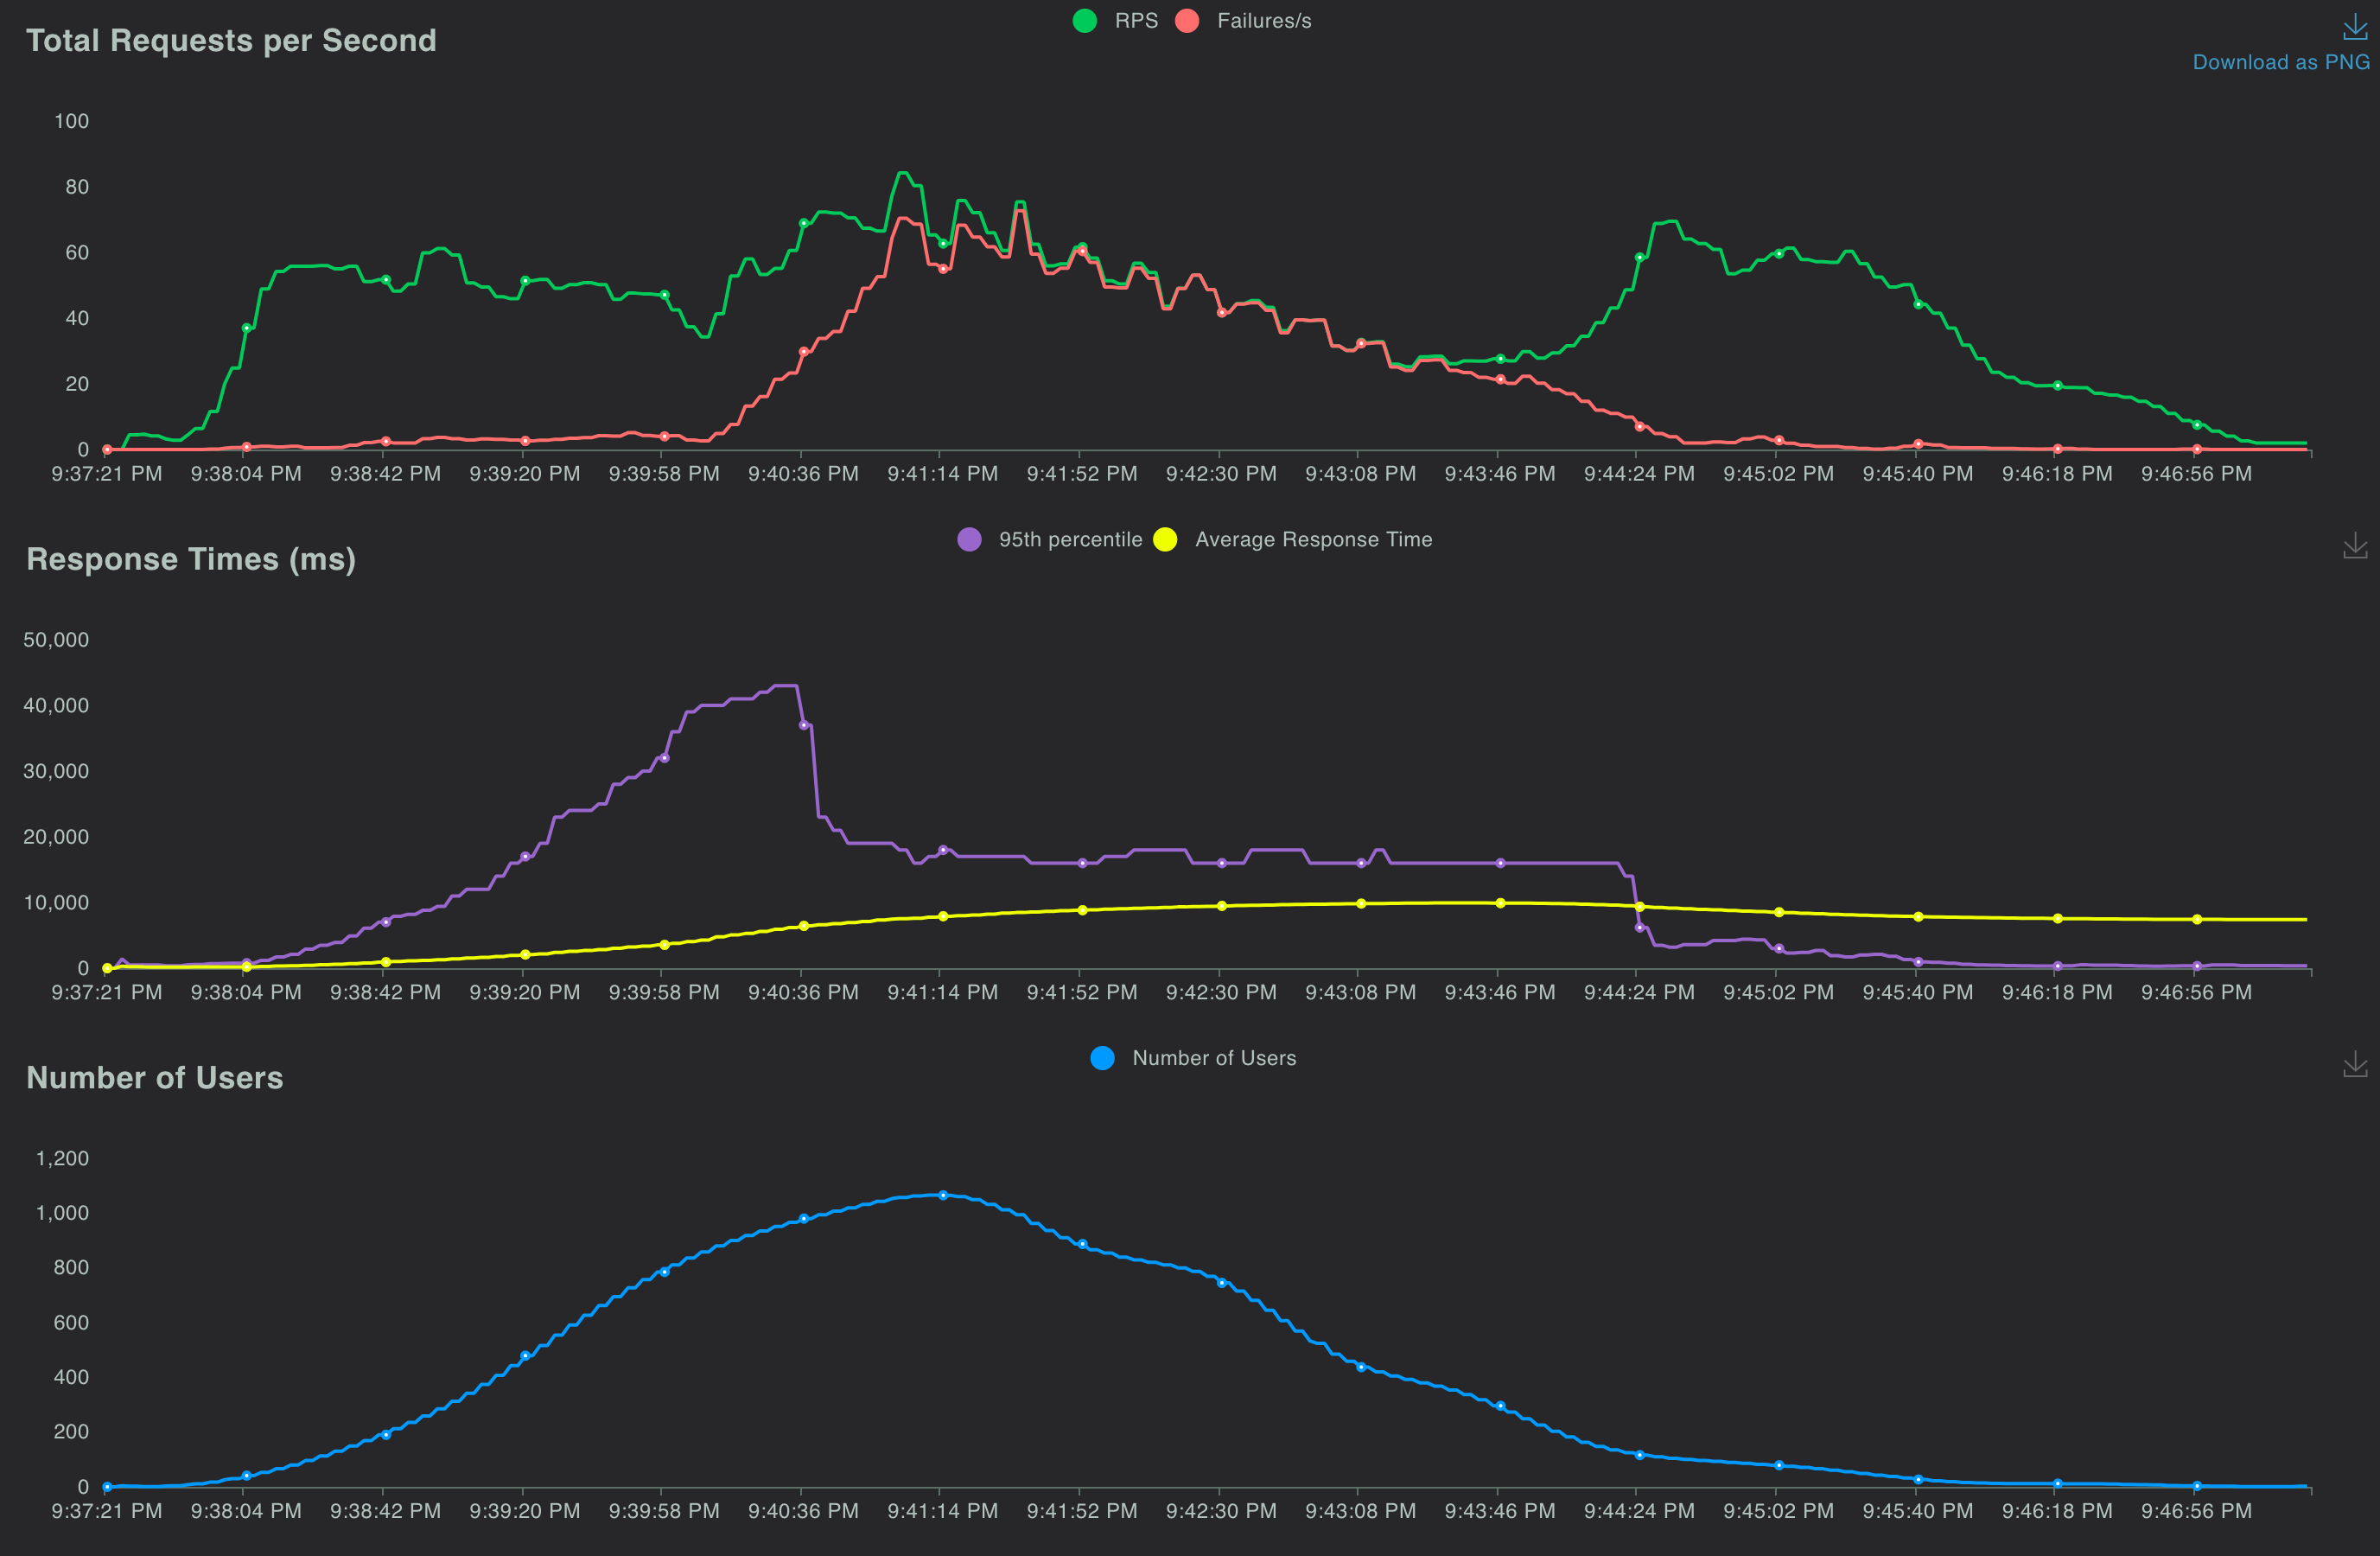 Total Requests per Second
RPS Failures/s
Download as PNG
100
80
60
40
20
0
9:37:21 PM 9:38:04 PM 9:38:42 PM 9:39:20 PM 9:39:58 PM 9:40:36 PM 9:41:14 PM 9:41:52 PM 9:42:30 PM 9:43:08 PM 9:43:46 PM 9:44:24 PM 9:45:02 PM 9:45:40 PM 9:46:18 PM 9:46:56 PM
95th percentile Average Response Time
Response Times (ms)
50,000
40,000
30,000
20,000
10,000
0
9:37:21 PM 9:38:04 PM 9:38:42 PM 9:39:20 PM 9:39:58 PM 9:40:36 PM 9:41:14 PM 9:41:52 PM 9:42:30 PM 9:43:08 PM 9:43:46 PM 9:44:24 PM 9:45:02 PM 9:45:40 PM 9:46:18 PM 9:46:56 PM
Number of Users
Number of Users
1,200
1,000
800
600
400
200
0
9:37:21 PM 9:38:04 PM 9:38:42 PM 9:39:20 PM 9:39:58 PM 9:40:36 PM 9:41:14 PM 9:41:52 PM 9:42:30 PM 9:43:08 PM 9:43:46 PM 9:44:24 PM 9:45:02 PM 9:45:40 PM 9:46:18 PM 9:46:56 PM